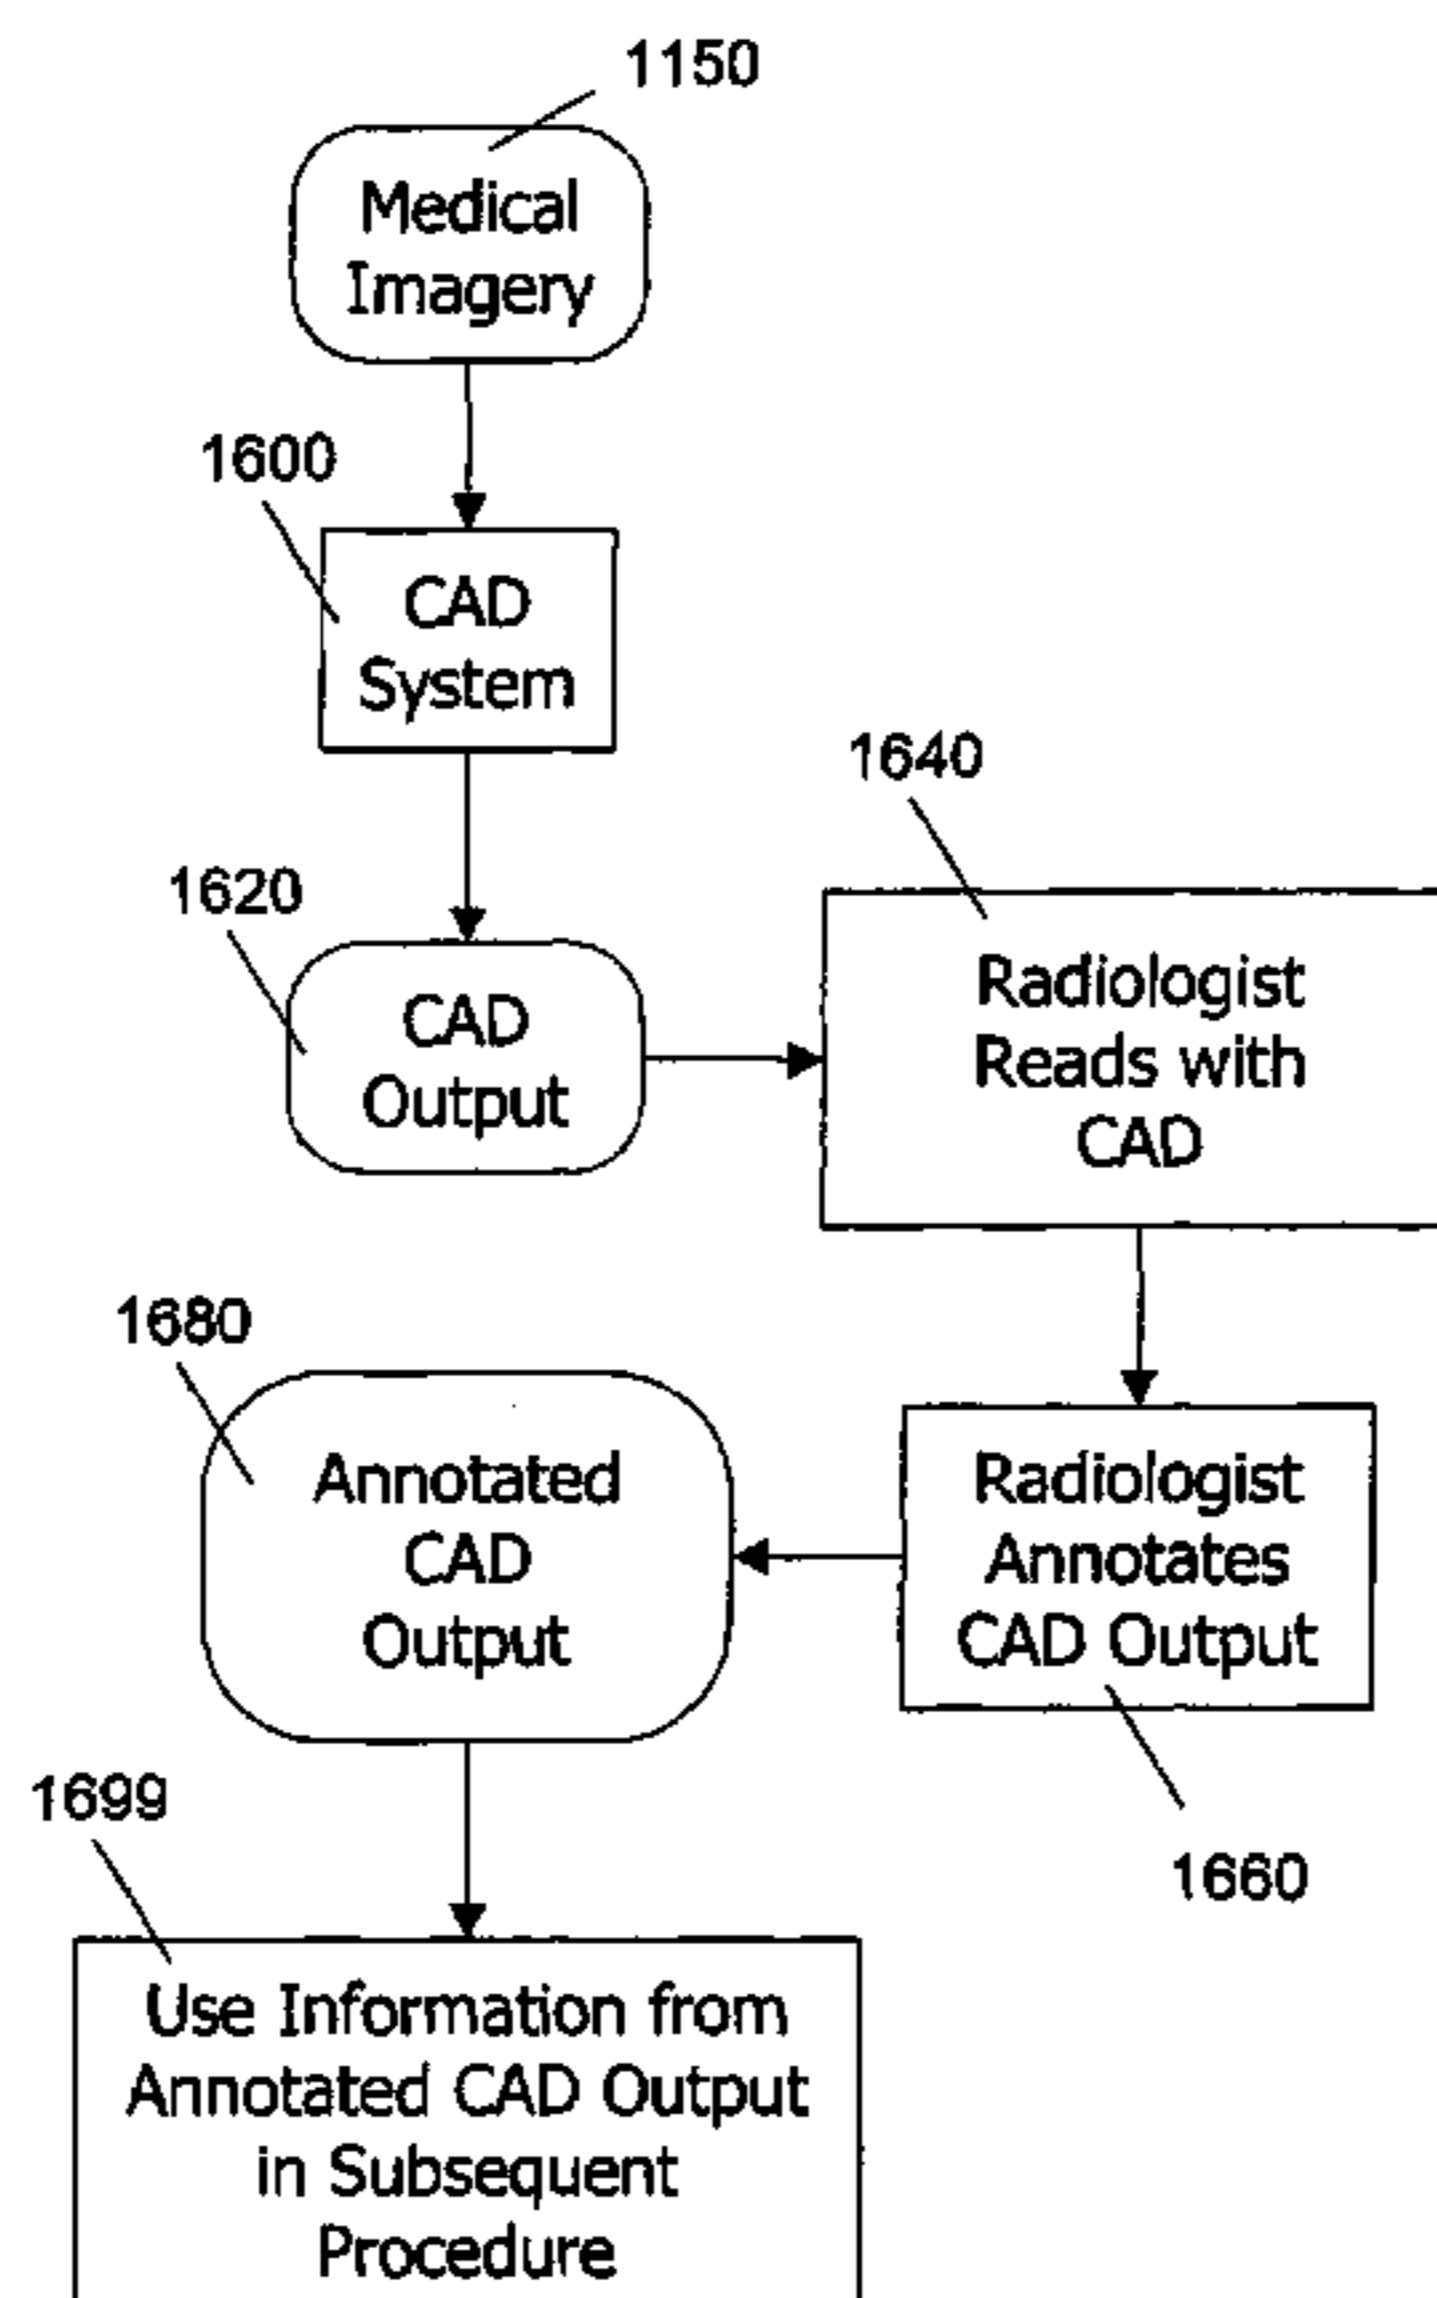 1150
Medical
Imagery
1600
CAD
System
1640
1620
CAD
Output
Radiologist
Reads with
CAD
1680
Annotated
CAD
Output
Radiologist
Annotates
CAD Output
1660
1699
Use Information from
Annotated CAD Output
in Subsequent
Procedure